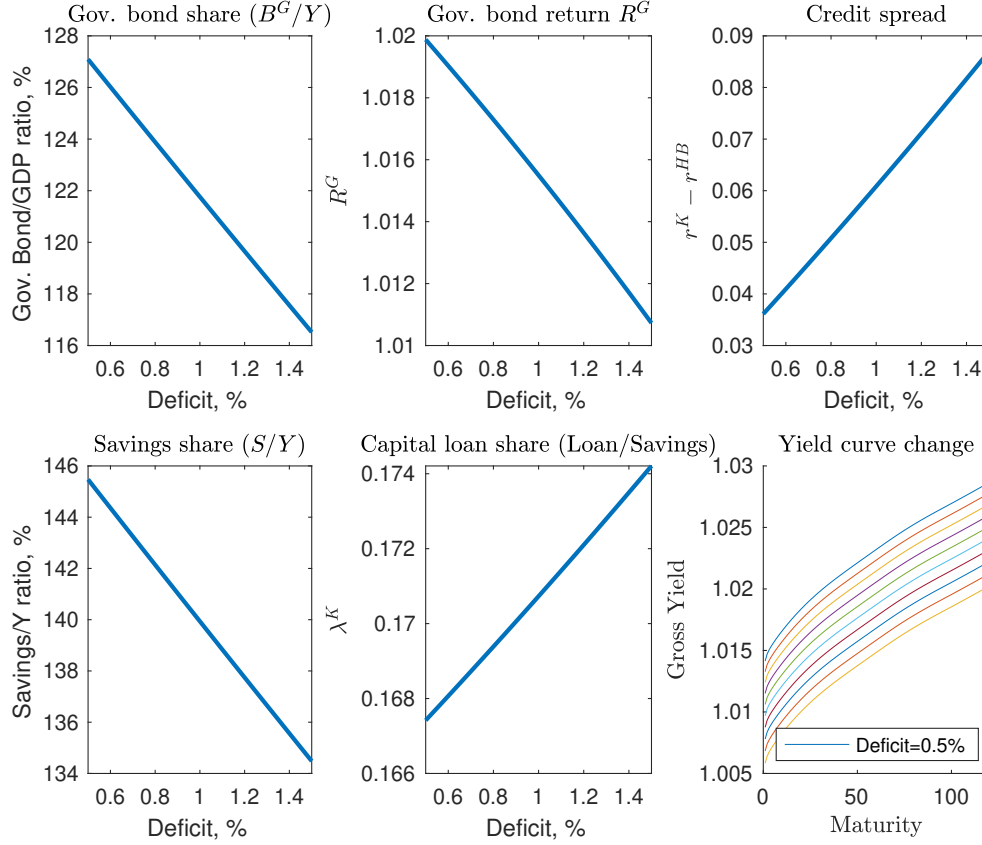 Gov. bond share (B^G/Y)
Gov. Bond/GDP ratio, %
128
126
124
122
120
118
116
0.6 0.8 1 1.2 1.4
Deficit, %
Gov. bond return R^G
R^G
1.02
1.018
1.016
1.014
1.012
1.01
0.6 0.8 1 1.2 1.4
Deficit, %
Credit spread
r^K − r^{HB}
0.09
0.08
0.07
0.06
0.05
0.04
0.03
0.6 0.8 1 1.2 1.4
Deficit, %
Savings share (S/Y)
Savings/Y ratio, %
146
144
142
140
138
136
134
0.6 0.8 1 1.2 1.4
Deficit, %
Capital loan share (Loan/Savings)
λ^K
0.174
0.172
0.17
0.168
0.166
0.6 0.8 1 1.2 1.4
Deficit, %
Yield curve change
Gross Yield
1.03
1.025
1.02
1.015
1.01
1.005
Deficit=0.5%
0 50 100
Maturity